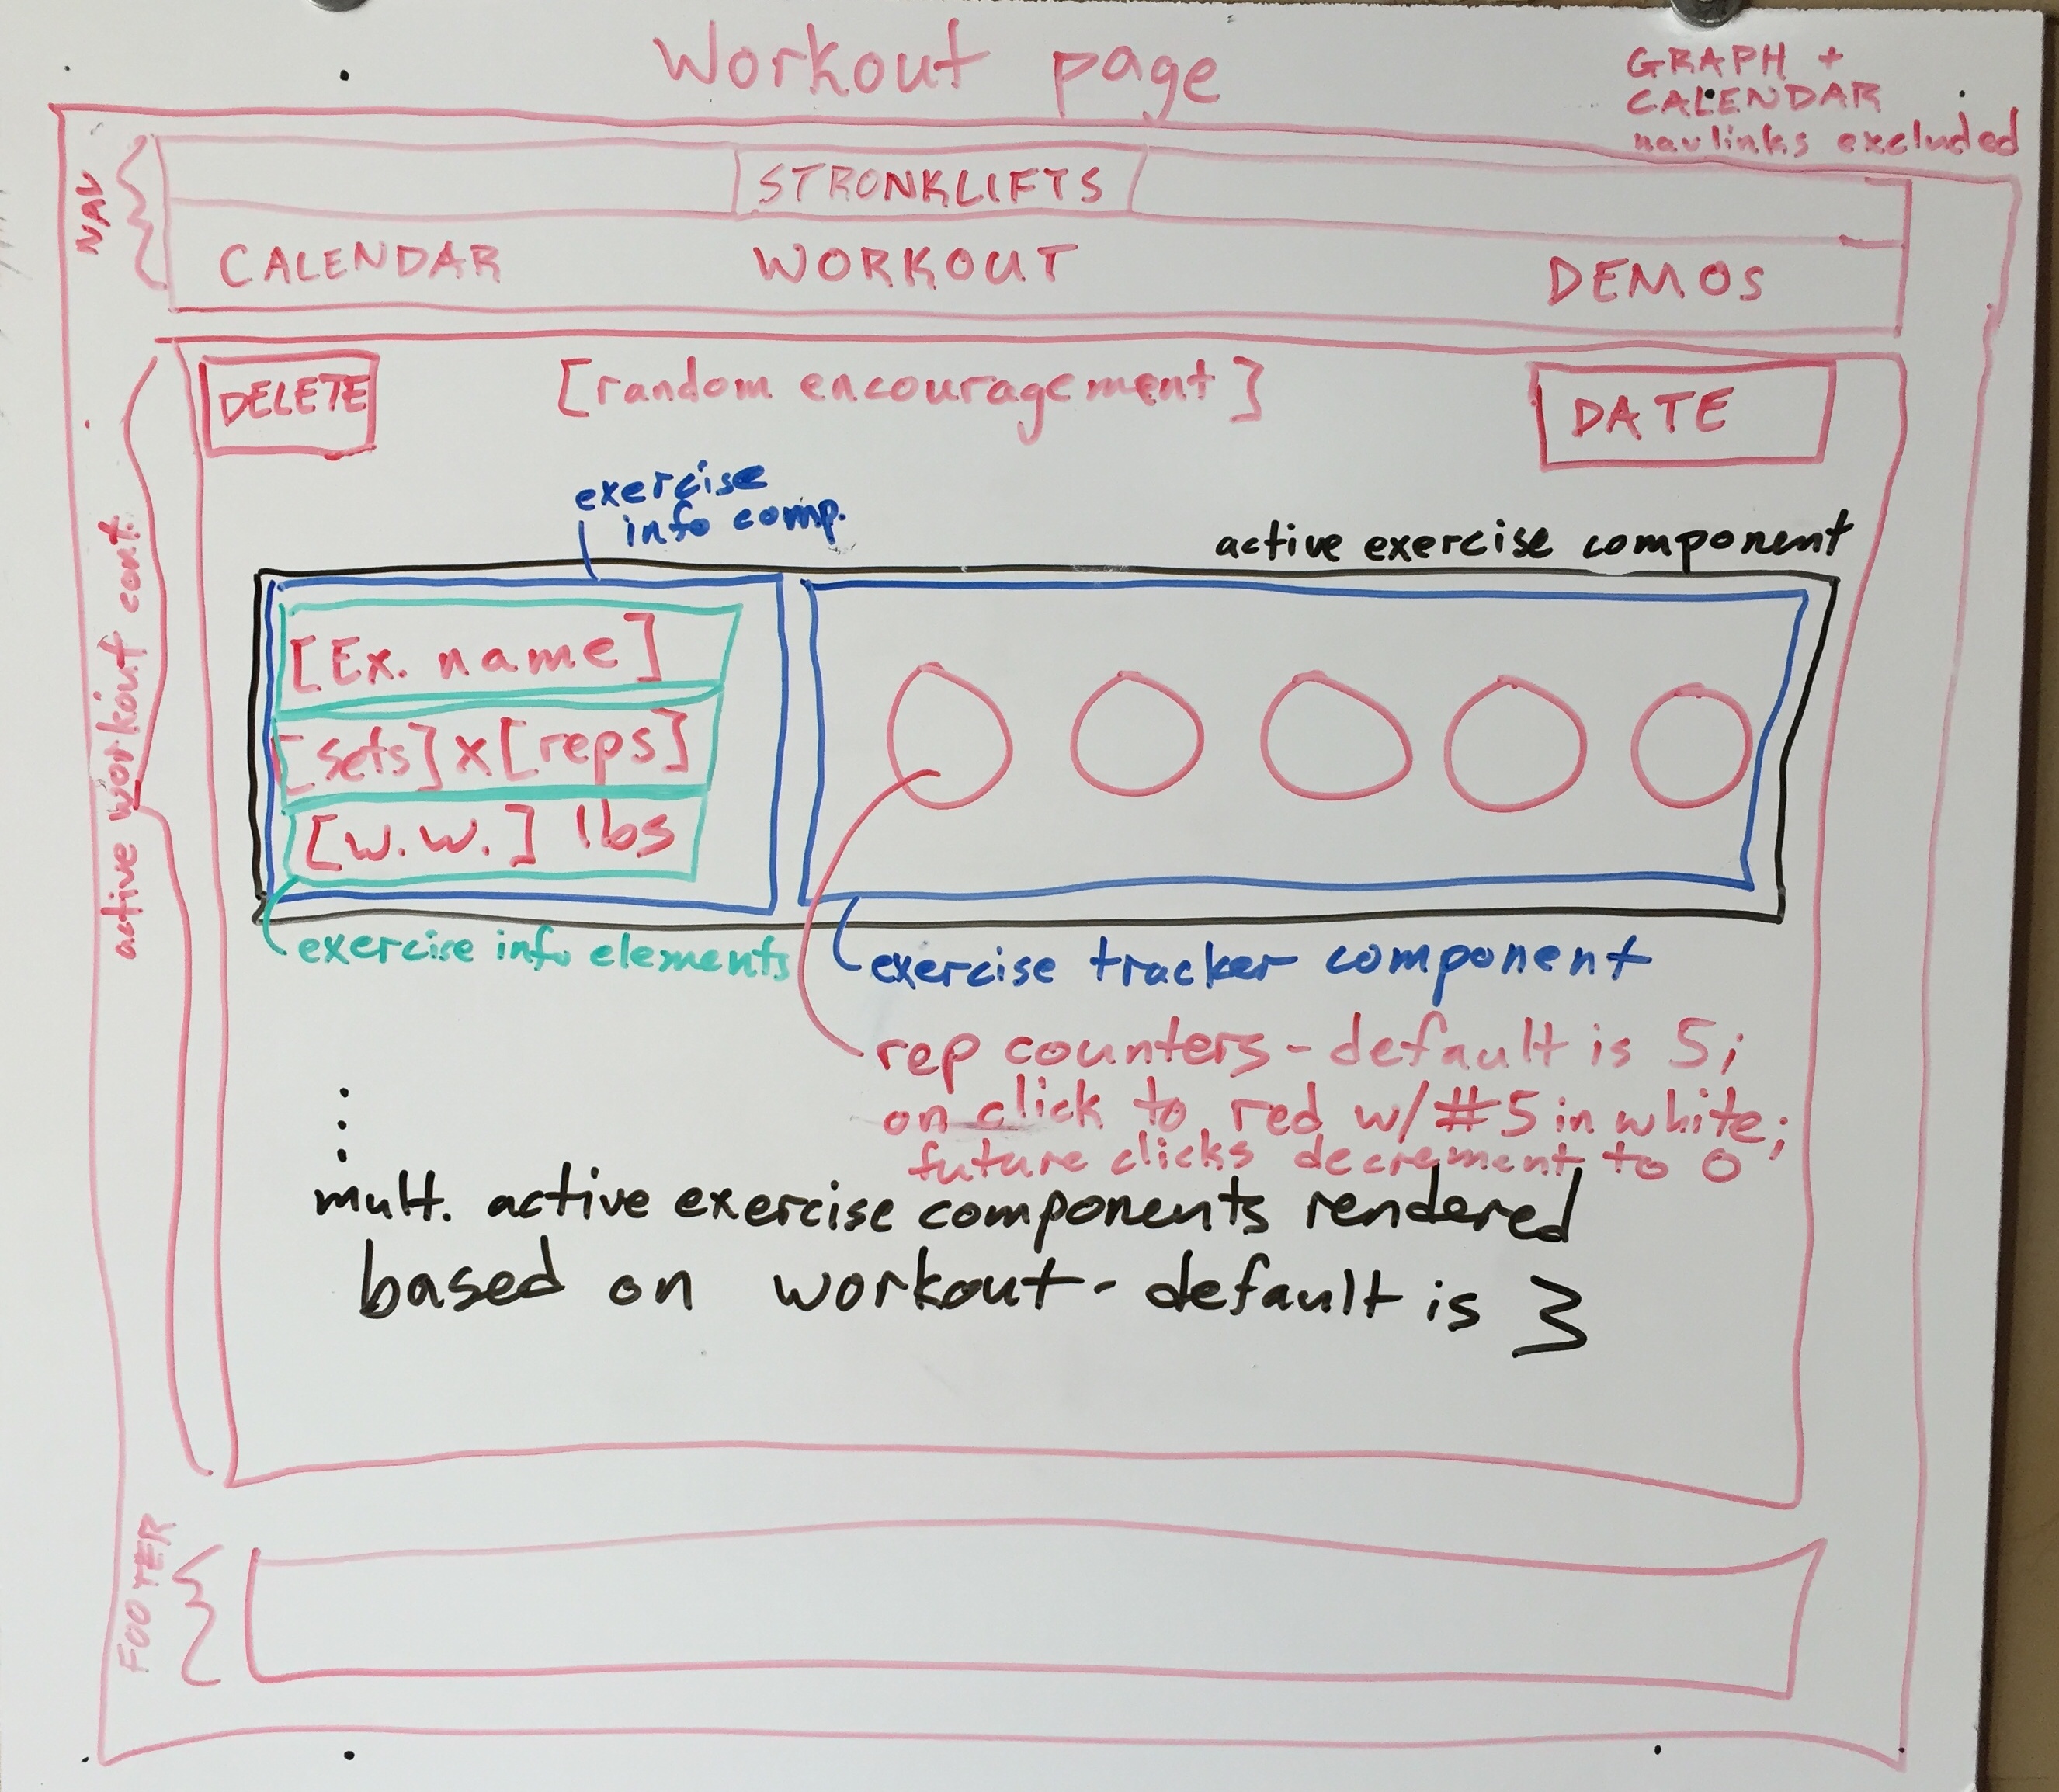 Workout page
GRAPH +
CALENDAR
nav links excluded
NAV
STRONKLIFTS
CALENDAR WORKOUT DEMOS
DELETE [random encouragement] DATE
active workout cont.
exercise
info comp.
active exercise component
[Ex. name]
[sets] x [reps]
[w.w.] lbs
exercise info elements
exercise tracker component
rep counters - default is 5;
on click to red w/ #5 in white;
future clicks decrement to 0
mult. active exercise components rendered
based on workout - default is 3
FOOTER